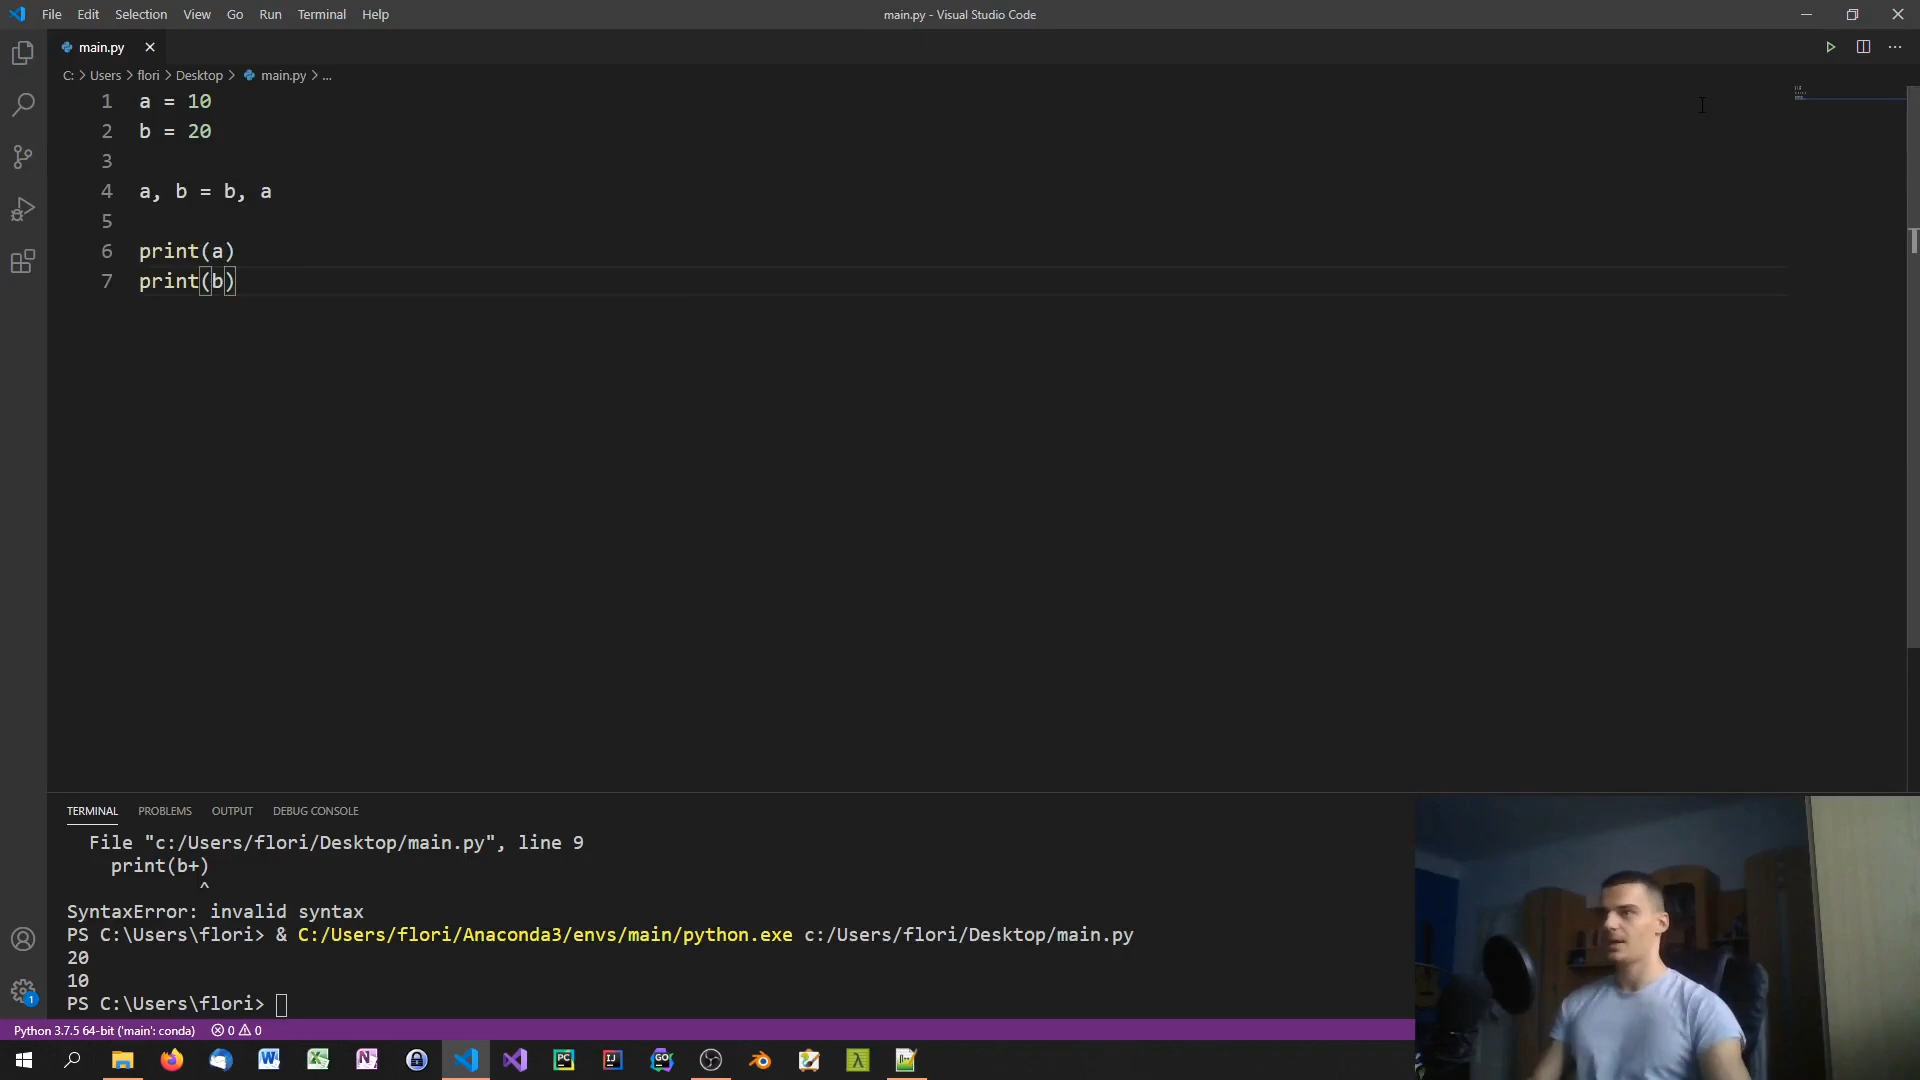 File Edit Selection View Go Run Terminal Help
main.py - Visual Studio Code
main.py
C: > Users > flori > Desktop > main.py > ...
1 a = 10
2 b = 20
3
4 a, b = b, a
5
6 print(a)
7 print(b)
TERMINAL PROBLEMS OUTPUT DEBUG CONSOLE
File "c:/Users/flori/Desktop/main.py", line 9
print(b+)
^
SyntaxError: invalid syntax
PS C:\Users\flori> & C:/Users/flori/Anaconda3/envs/main/python.exe c:/Users/flori/Desktop/main.py
20
10
PS C:\Users\flori>
1
Python 3.7.5 64-bit ('main': conda) 0 0
W X N PC IJ GO λ